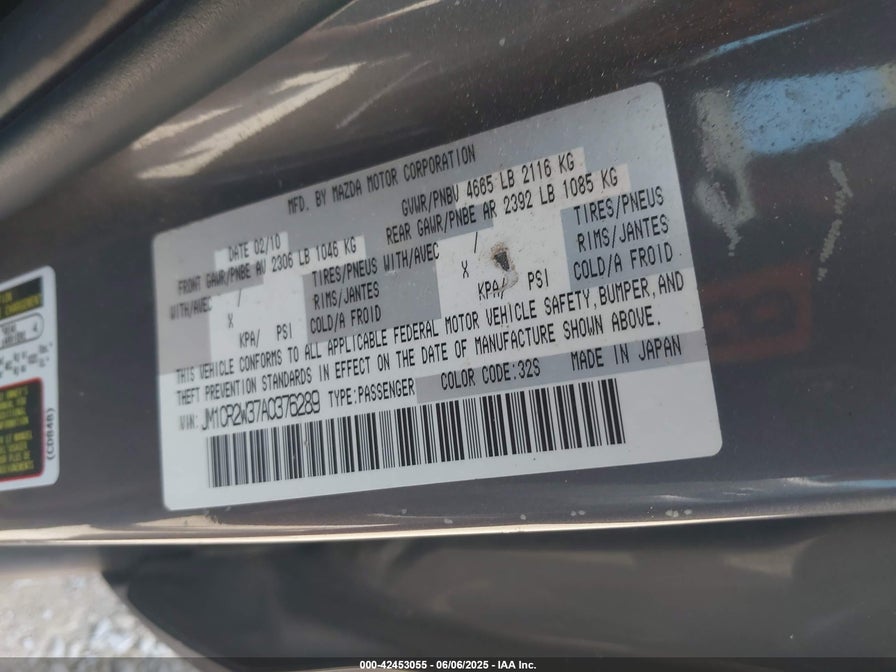 MFD. BY MAZDA MOTOR CORPORATION
DATE 02/10 GVWR/PNBV 4665 LB 2116 KG
FRONT GAWR/PNBE AV 2306 LB 1046 KG REAR GAWR/PNBE AR 2392 LB 1085 KG
WITH/AVEC / TIRES/PNEUS WITH/AVEC / TIRES/PNEUS
X RIMS/JANTES X RIMS/JANTES
KPA/ PSI COLD/A FROID KPA/ PSI COLD/A FROID
THIS VEHICLE CONFORMS TO ALL APPLICABLE FEDERAL MOTOR VEHICLE SAFETY, BUMPER, AND
THEFT PREVENTION STANDARDS IN EFFECT ON THE DATE OF MANUFACTURE SHOWN ABOVE.
VIN: JM1CR2W37A0376289 TYPE:PASSENGER COLOR CODE:32S MADE IN JAPAN
(CD84B)
000-42453055 - 06/06/2025 - IAA Inc.